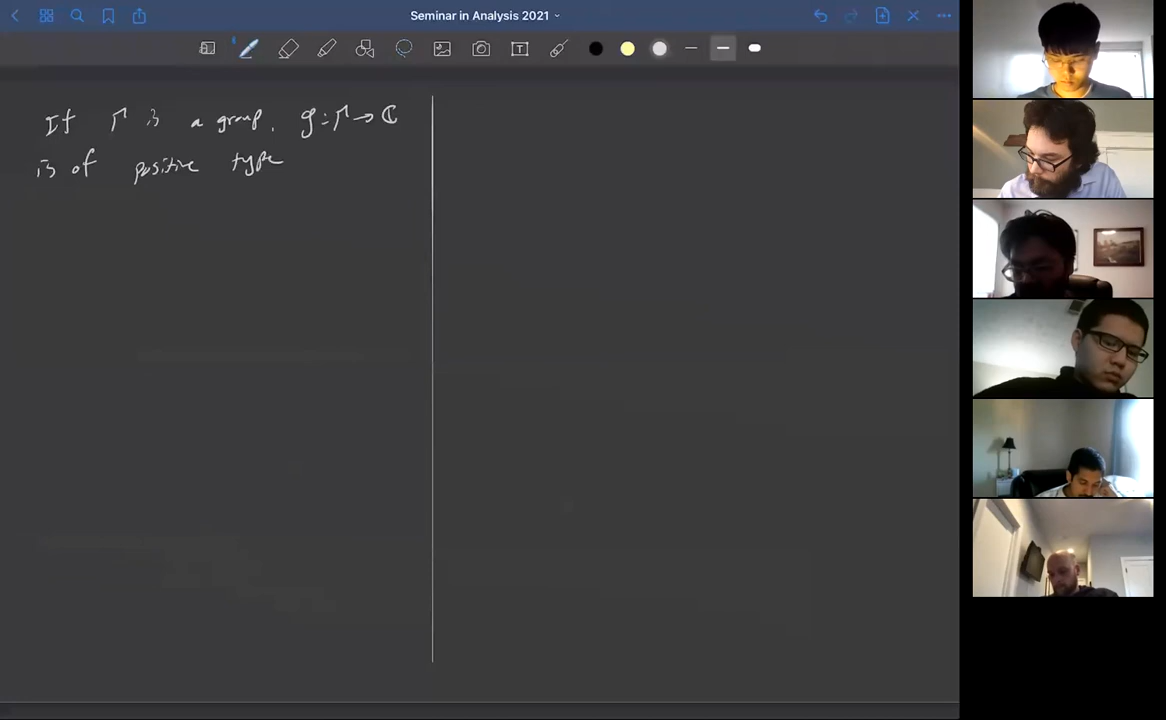 Seminar in Analysis 2021
If Γ is a group, φ: Γ → ℂ
is of positive type